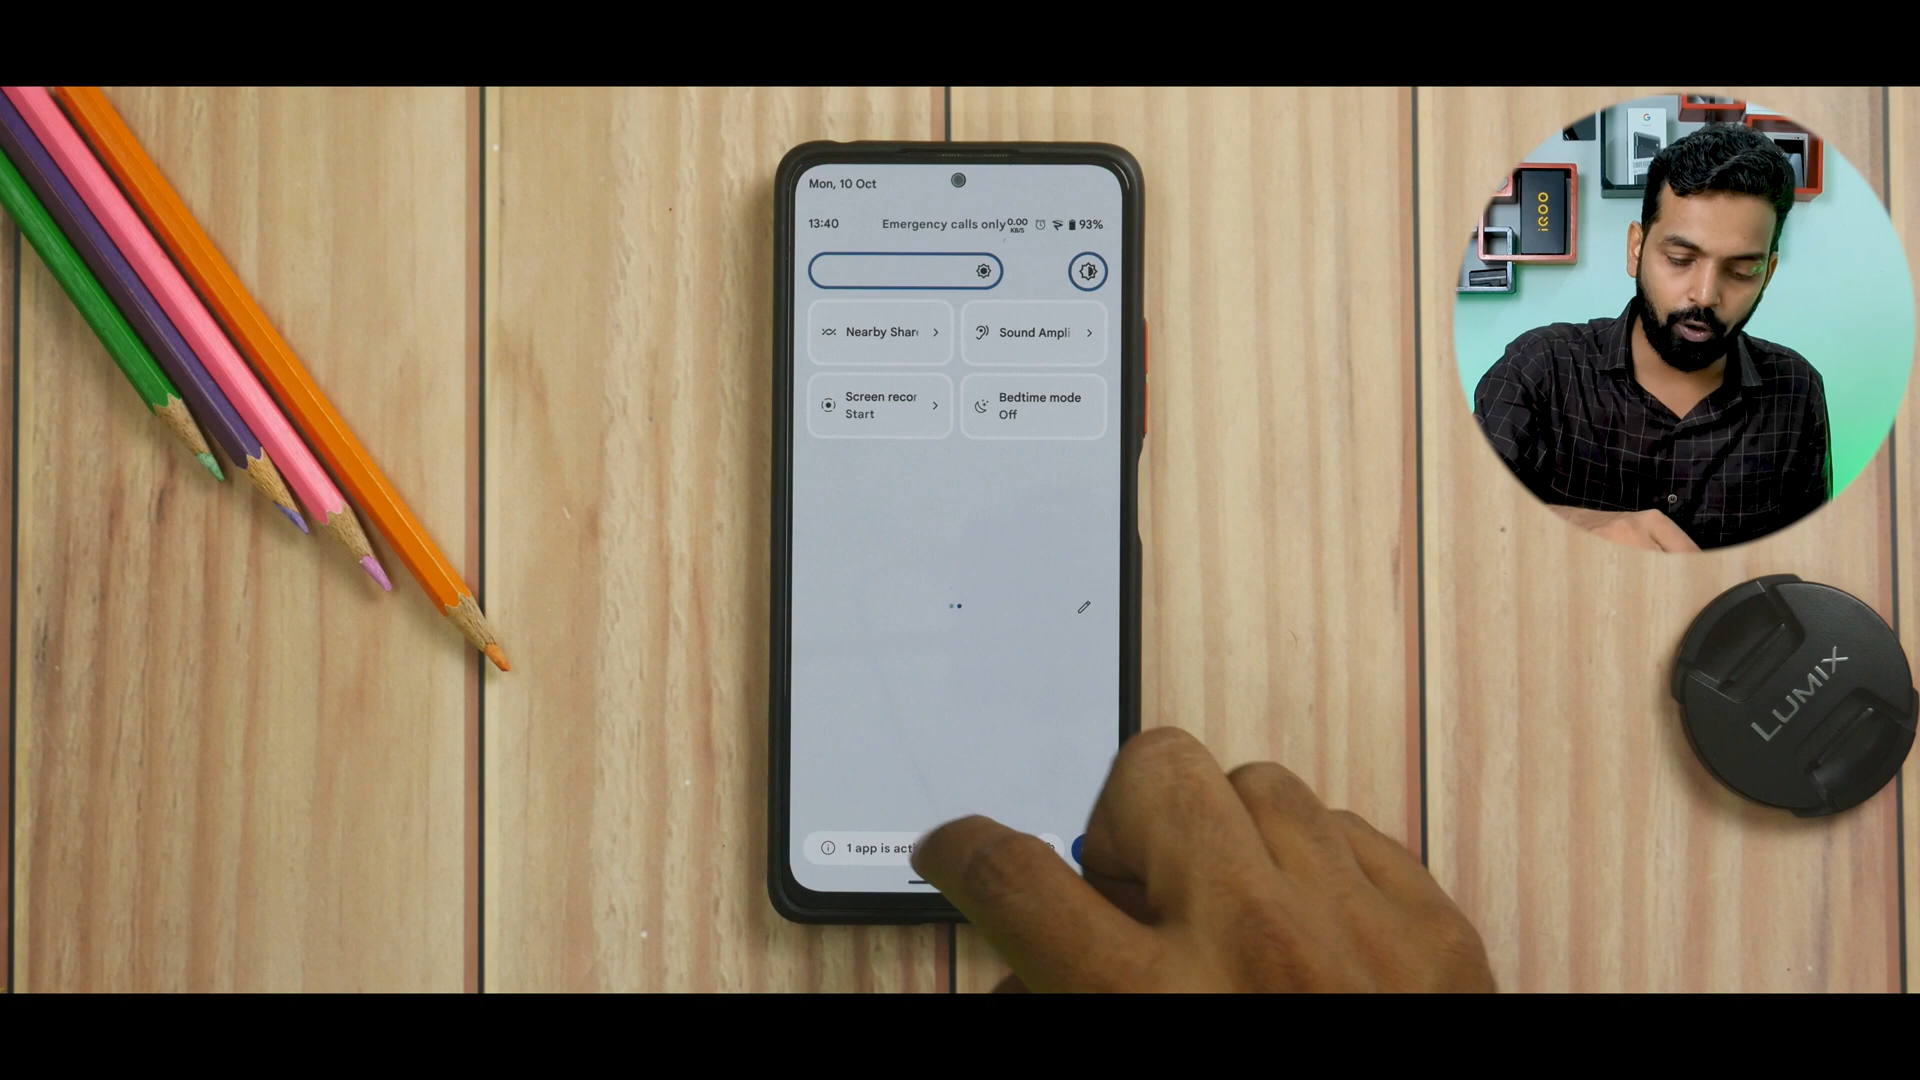 Mon, 10 Oct
13:40
Emergency calls only
0.00
KB/S
93%
Nearby Shar
Sound Ampli
Screen recor
Start
Bedtime mode
Off
1 app is acti
iQOO
G
LUMIX